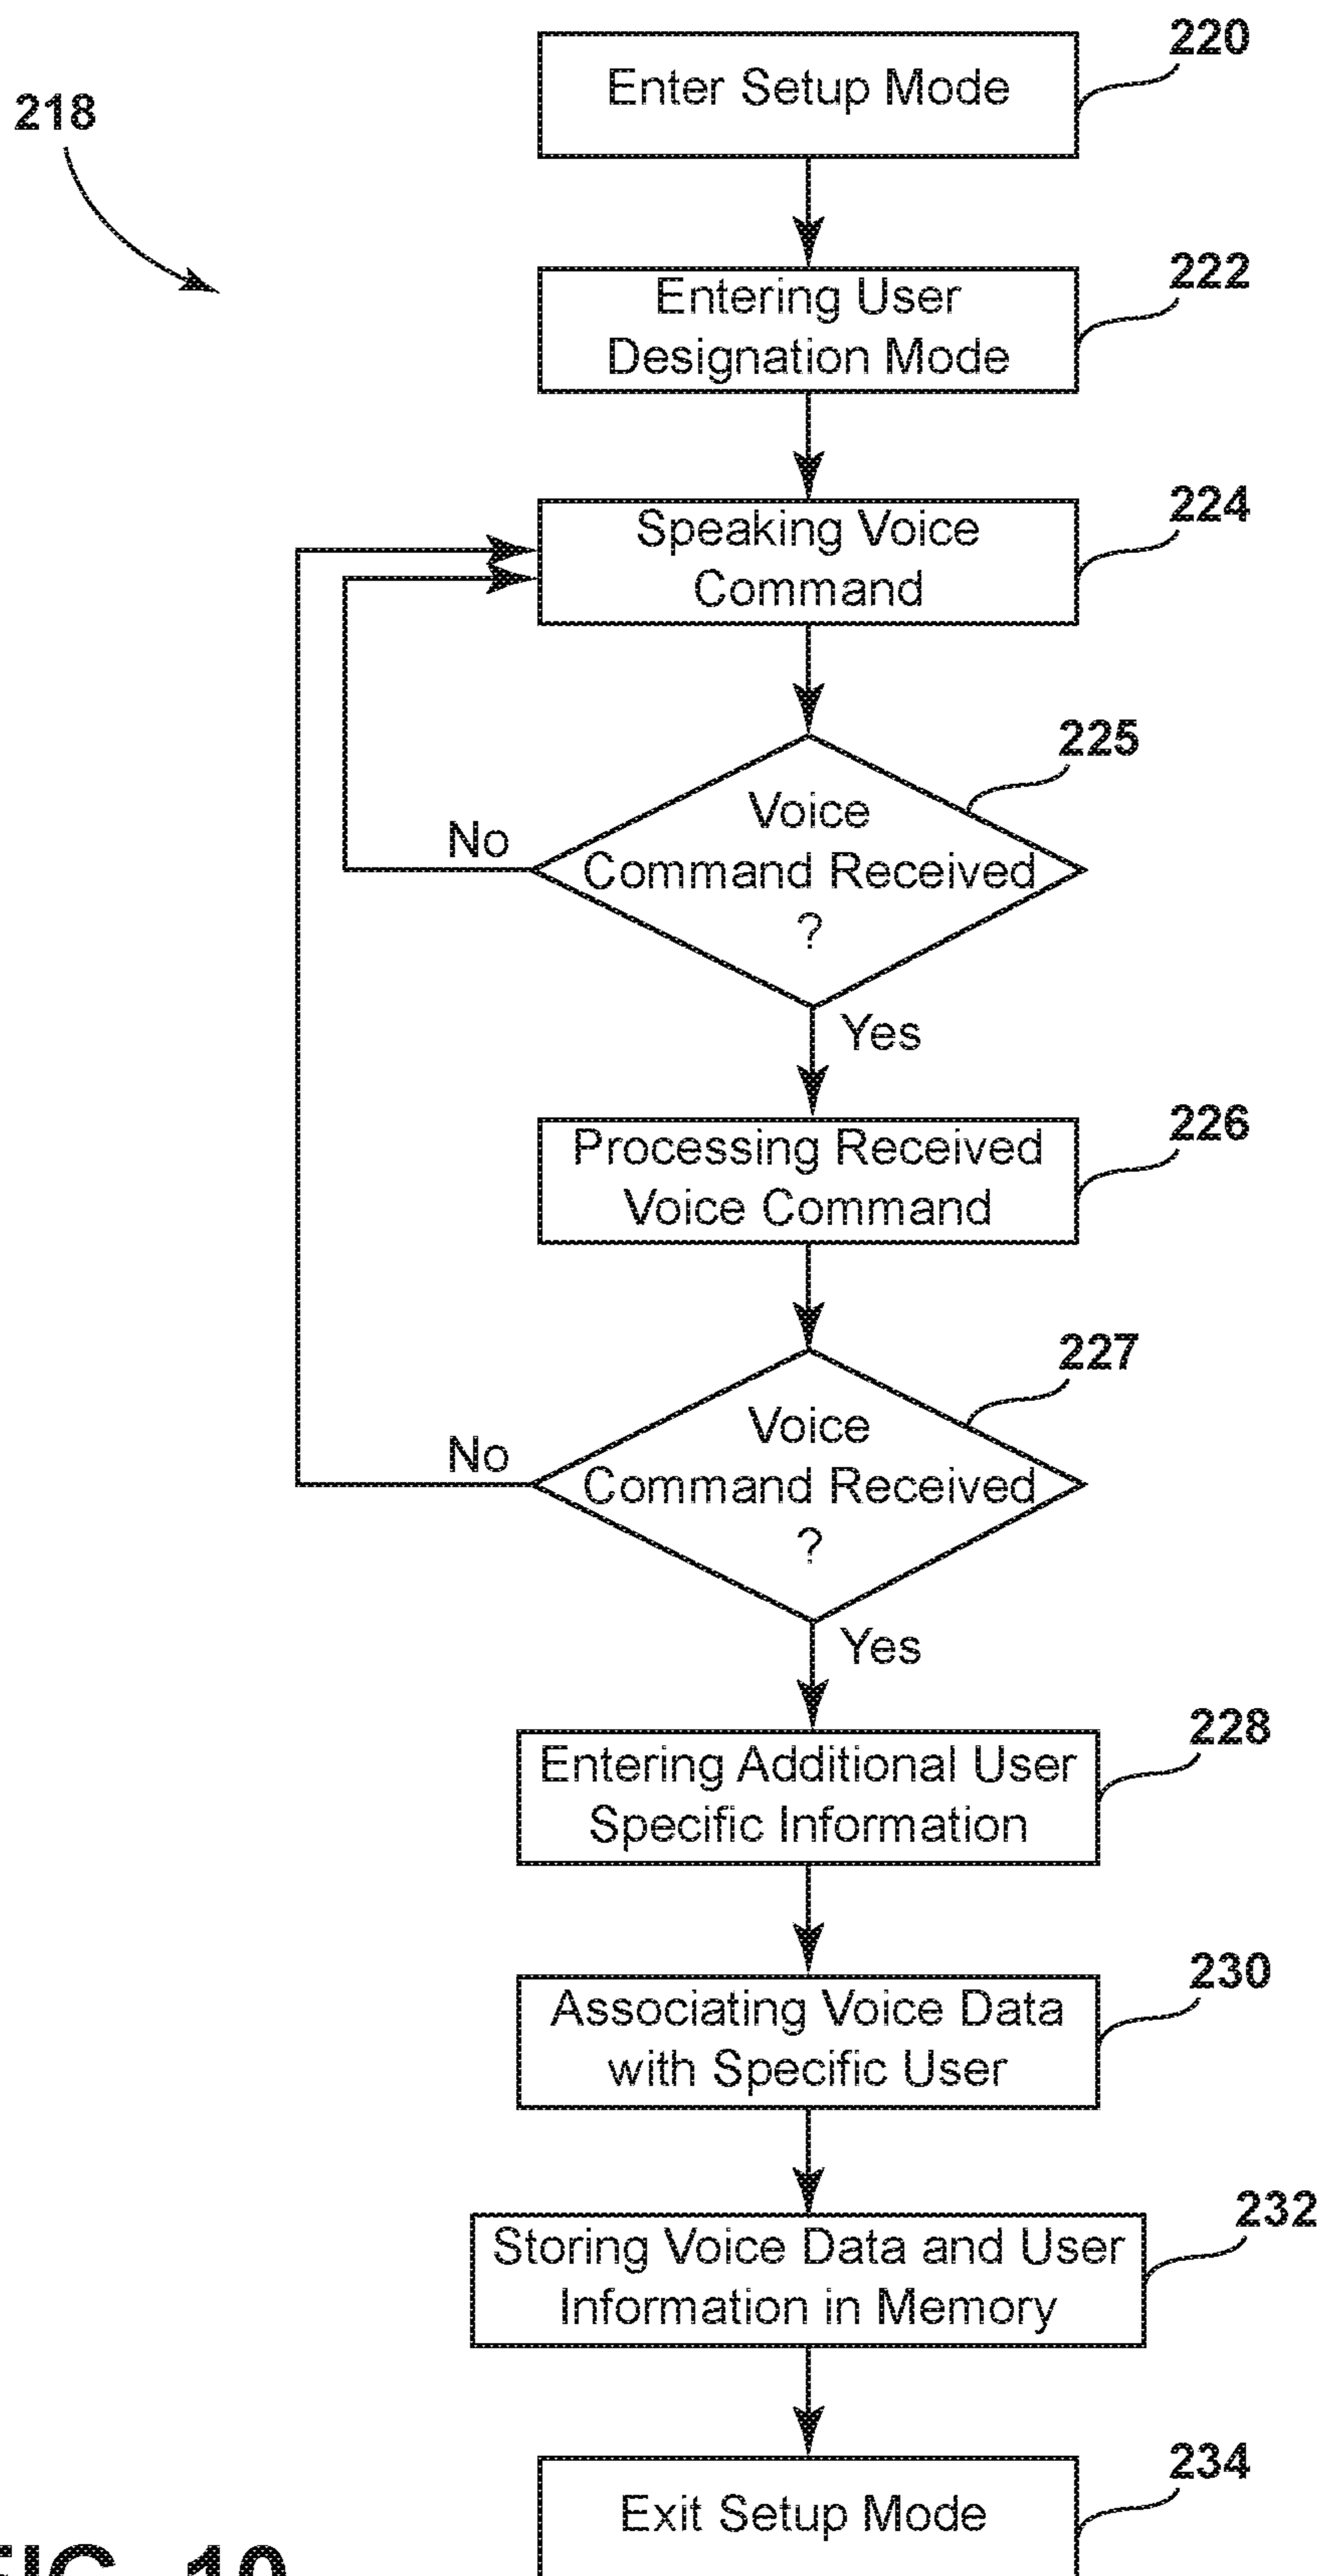 218
220
Enter Setup Mode
222
Entering User
Designation Mode
224
Speaking Voice
Command
225
Voice
Command Received
?
No
Yes
226
Processing Received
Voice Command
227
Voice
Command Received
?
No
Yes
228
Entering Additional User
Specific Information
230
Associating Voice Data
with Specific User
232
Storing Voice Data and User
Information in Memory
234
Exit Setup Mode